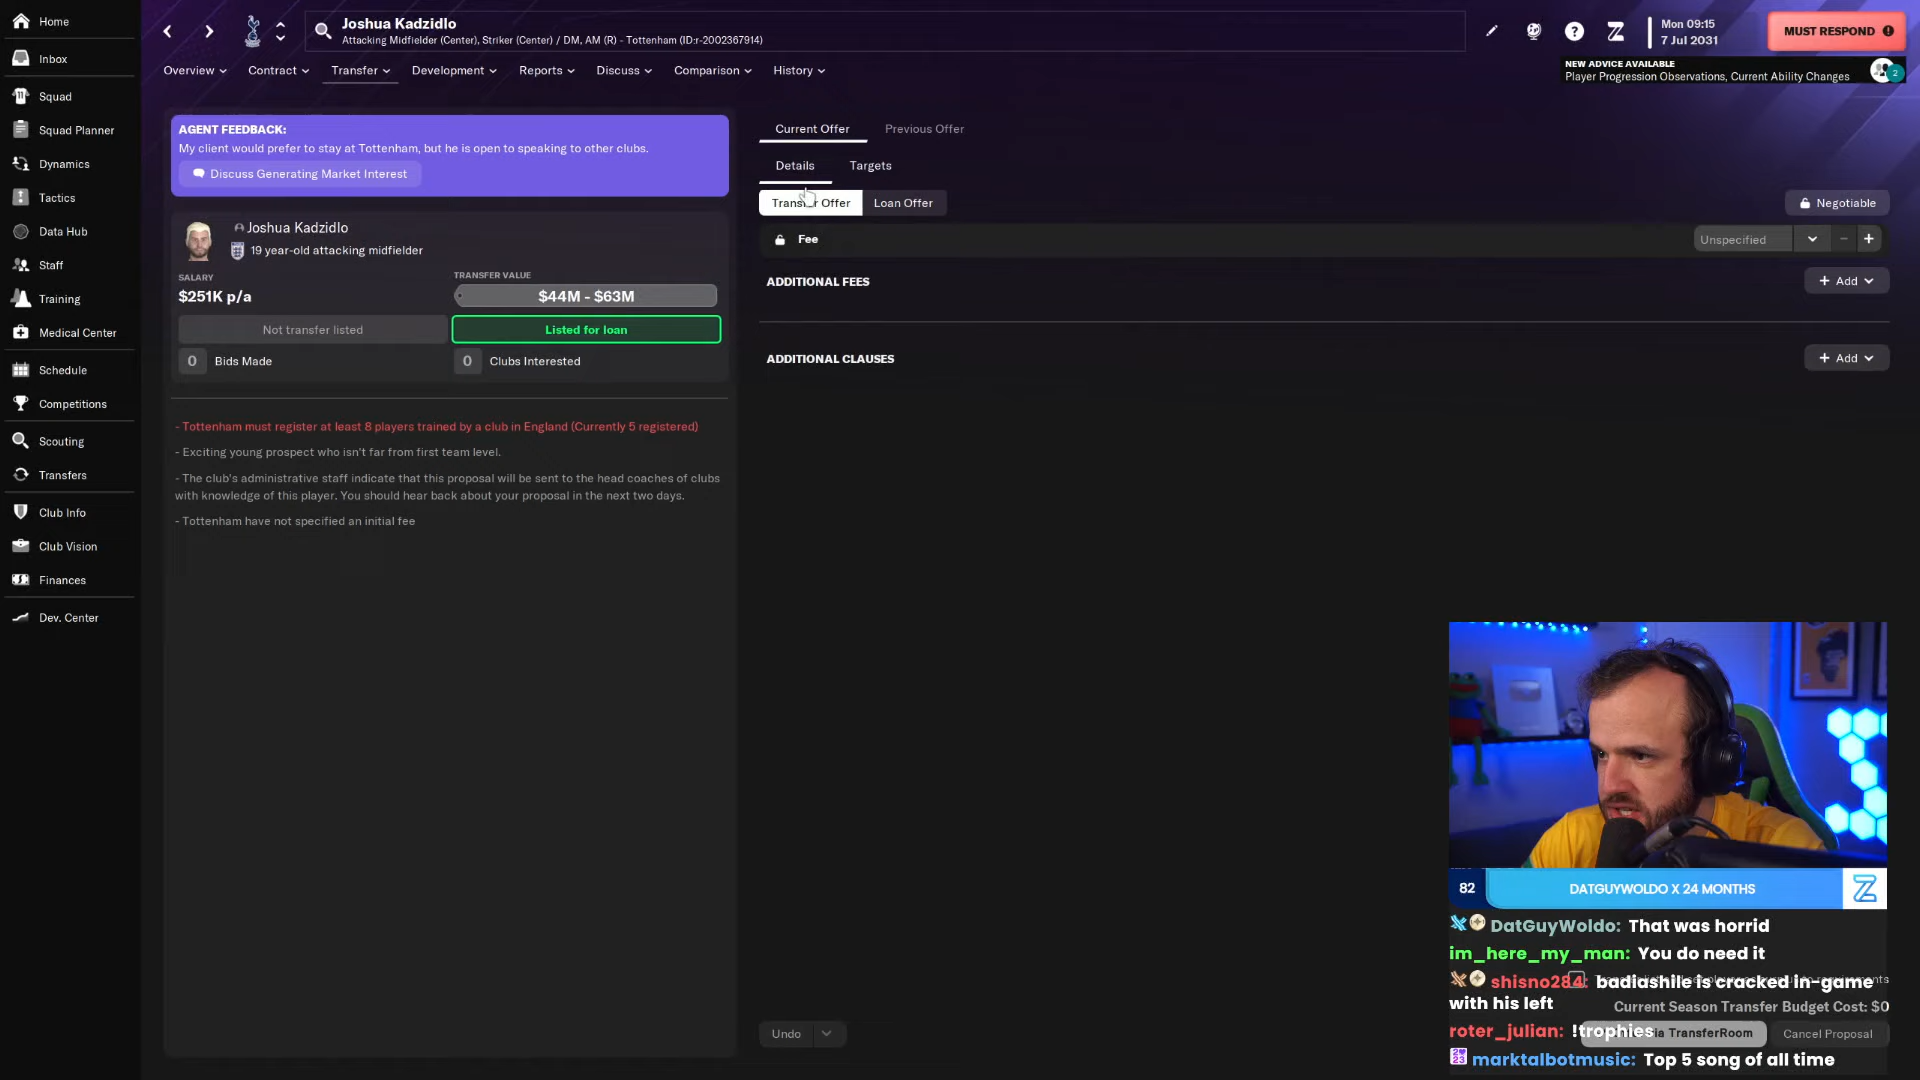 Home
Inbox
Squad
Squad Planner
Dynamics
Tactics
Data Hub
Staff
Training
Medical Center
Schedule
Competitions
Scouting
Transfers
Club Info
Club Vision
Finances
Dev. Center
Joshua Kadzidlo
Attacking Midfielder (Center), Striker (Center) / DM, AM (R) - Tottenham (ID:r-2002367914)
Mon 09:15
7 Jul 2031
MUST RESPOND
NEW ADVICE AVAILABLE
Player Progression Observations, Current Ability Changes
2
Overview
Contract
Transfer
Development
Reports
Discuss
Comparison
History
AGENT FEEDBACK:
My client would prefer to stay at Tottenham, but he is open to speaking to other clubs.
Discuss Generating Market Interest
Joshua Kadzidlo
19 year-old attacking midfielder
SALARY
$251K p/a
TRANSFER VALUE
$44M - $63M
Not transfer listed
Listed for loan
0 Bids Made
0 Clubs Interested
- Tottenham must register at least 8 players trained by a club in England (Currently 5 registered)
- Exciting young prospect who isn't far from first team level.
- The club's administrative staff indicate that this proposal will be sent to the head coaches of clubs
with knowledge of this player. You should hear back about your proposal in the next two days.
- Tottenham have not specified an initial fee
Current Offer
Previous Offer
Details
Targets
Transfer Offer
Loan Offer
Negotiable
Fee
Unspecified
ADDITIONAL FEES
Add
ADDITIONAL CLAUSES
Add
Undo
82
DATGUYWOLDO X 24 MONTHS
DatGuyWoldo: That was horrid
im_here_my_man: You do need it
shisno284: badiashile is cracked in-game
with his left
Current Season Transfer Budget Cost: $0
roter_julian: !trophies
TransferRoom
Cancel Proposal
marktalbotmusic: Top 5 song of all time